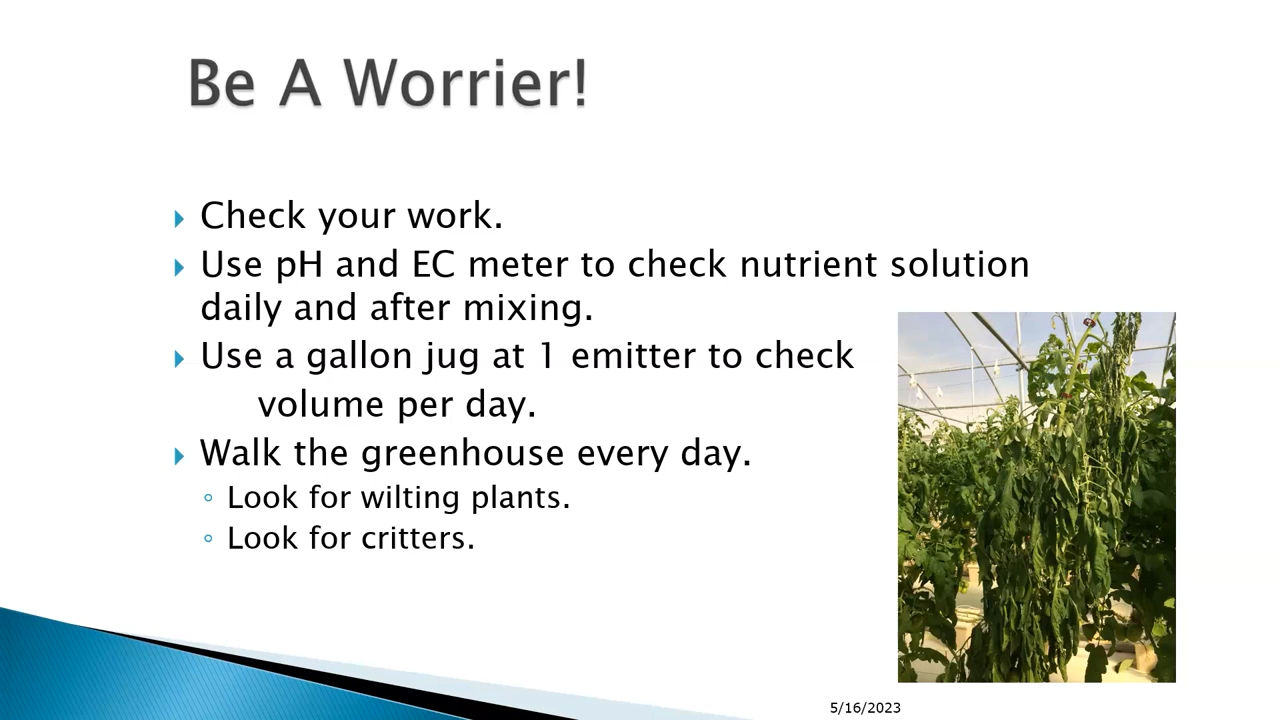 Be A Worrier!
Check your work.
Use pH and EC meter to check nutrient solution
daily and after mixing.
Use a gallon jug at 1 emitter to check
volume per day.
Walk the greenhouse every day.
Look for wilting plants.
Look for critters.
5/16/2023